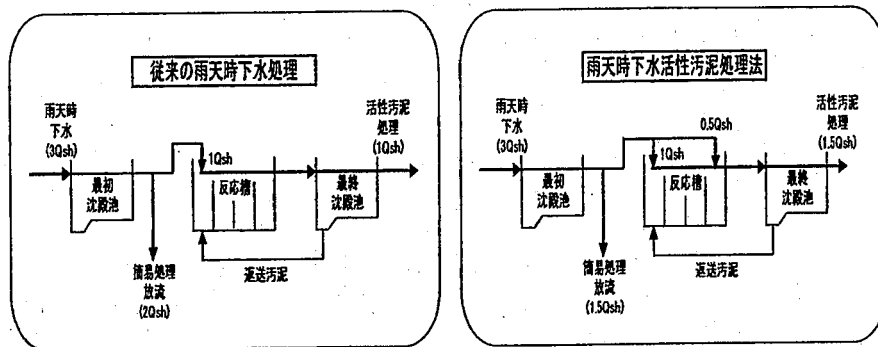 従来の雨天時下水処理
雨天時
下水
(3Qsh)
1Qsh
活性汚泥
処理
(1Qsh)
最初
沈殿池
反応槽
最終
沈殿池
簡易処理
放流
(2Qsh)
返送汚泥
雨天時下水活性汚泥処理法
雨天時
下水
(3Qsh)
0.5Qsh
1Qsh
活性汚泥
処理
(1.5Qsh)
最初
沈殿池
反応槽
最終
沈殿池
簡易処理
放流
(1.5Qsh)
返送汚泥